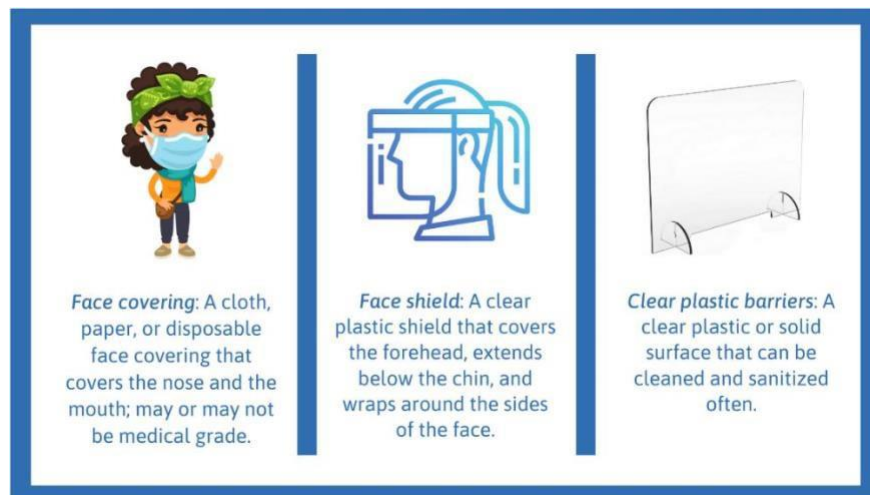 Face covering: A cloth,
paper, or disposable
face covering that
covers the nose and the
mouth; may or may not
be medical grade.
Face shield: A clear
plastic shield that covers
the forehead, extends
below the chin, and
wraps around the sides
of the face.
Clear plastic barriers: A
clear plastic or solid
surface that can be
cleaned and sanitized
often.